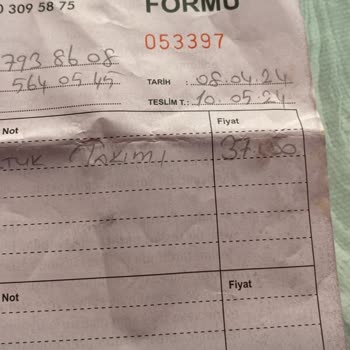 0 309 58 75
FORMU
053397
793 86 08
564 05 45
TARİH : 08.04.24
TESLİM T.: 10.05.24
Not Fiyat
Takımı 37.000
Not Fiyat